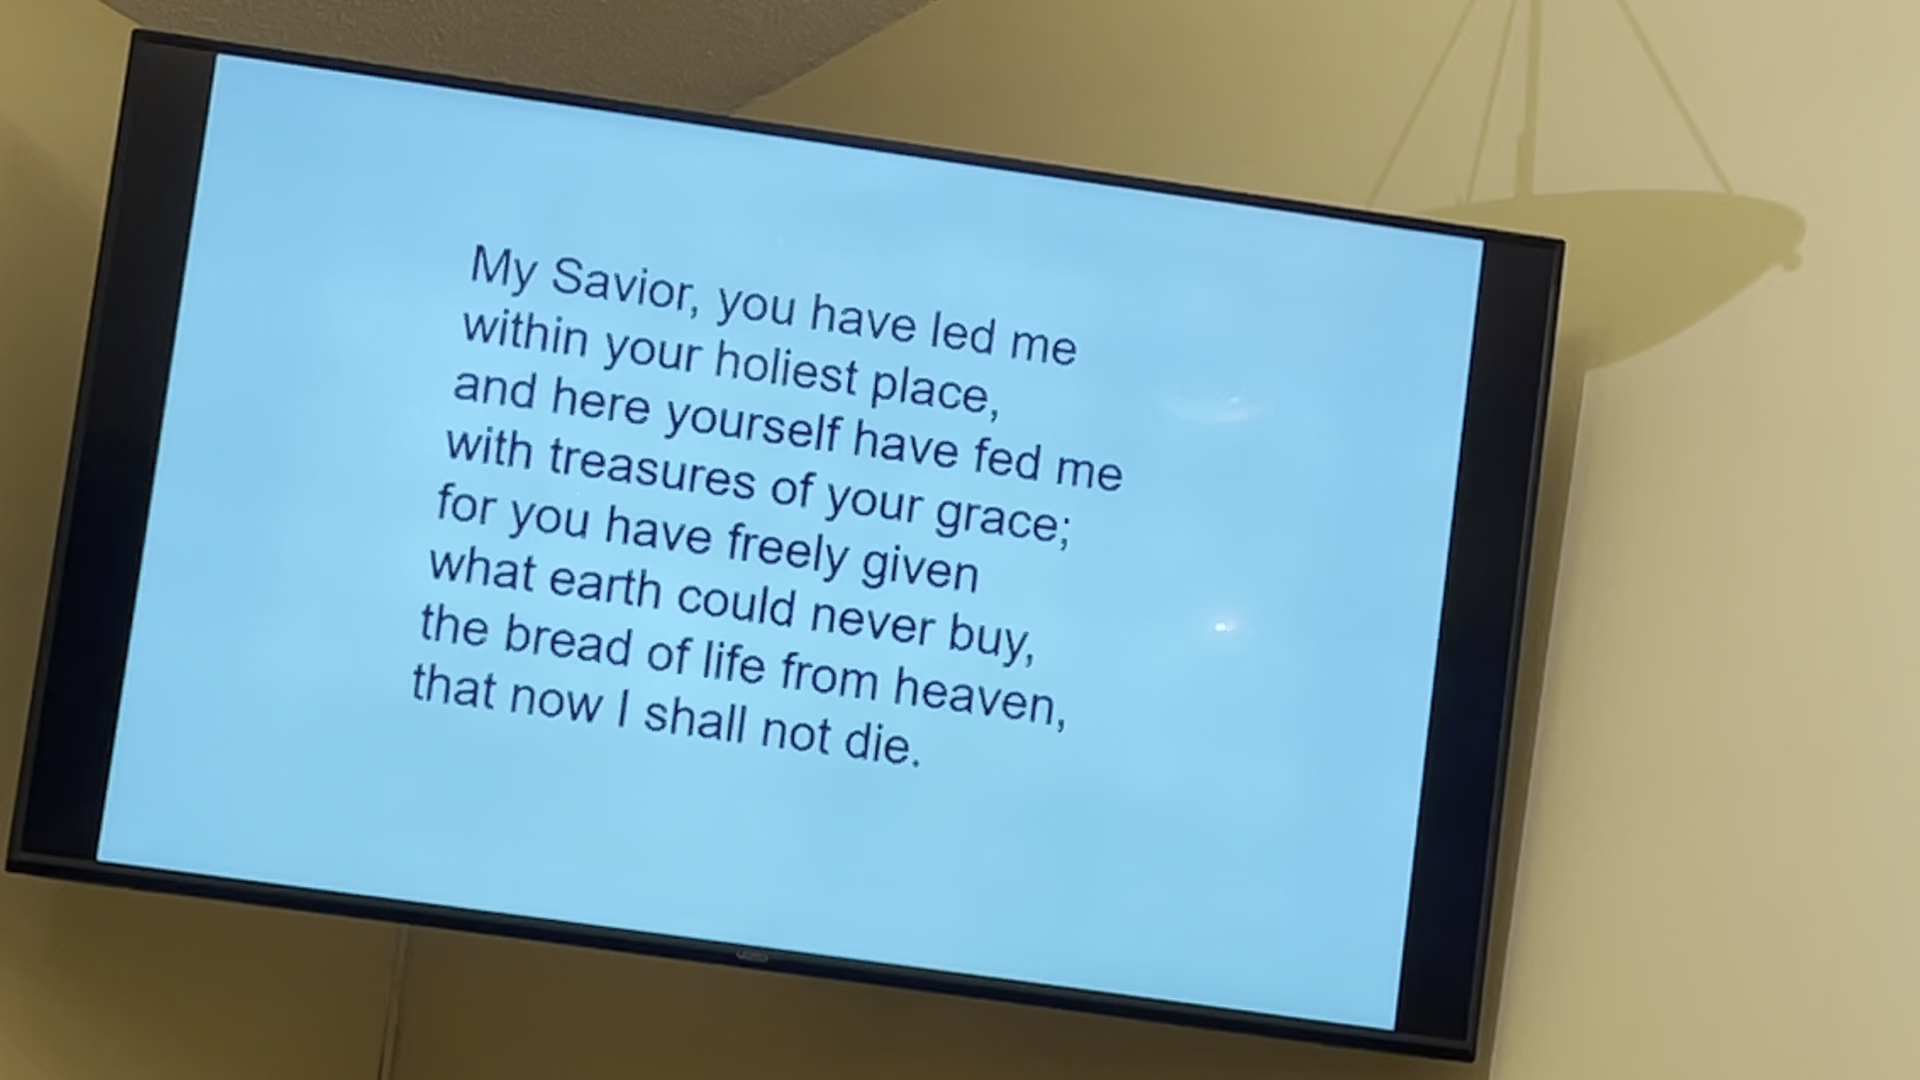 My Savior, you have led me
within your holiest place,
and here yourself have fed me
with treasures of your grace;
for you have freely given
what earth could never buy,
the bread of life from heaven,
that now I shall not die.